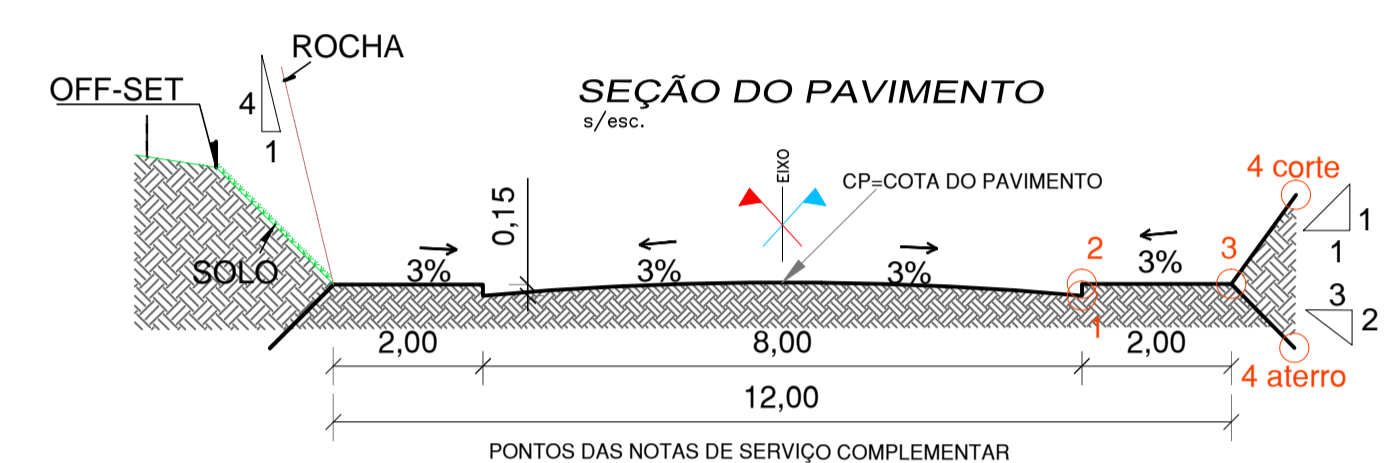 ROCHA
OFF-SET
4
1
SEÇÃO DO PAVIMENTO
s/esc.
EIXO
CP=COTA DO PAVIMENTO
4 corte
1
1
0,15
SOLO
3%
3%
3%
3%
2
3
1
3
2
4 aterro
2,00
8,00
2,00
12,00
PONTOS DAS NOTAS DE SERVIÇO COMPLEMENTAR